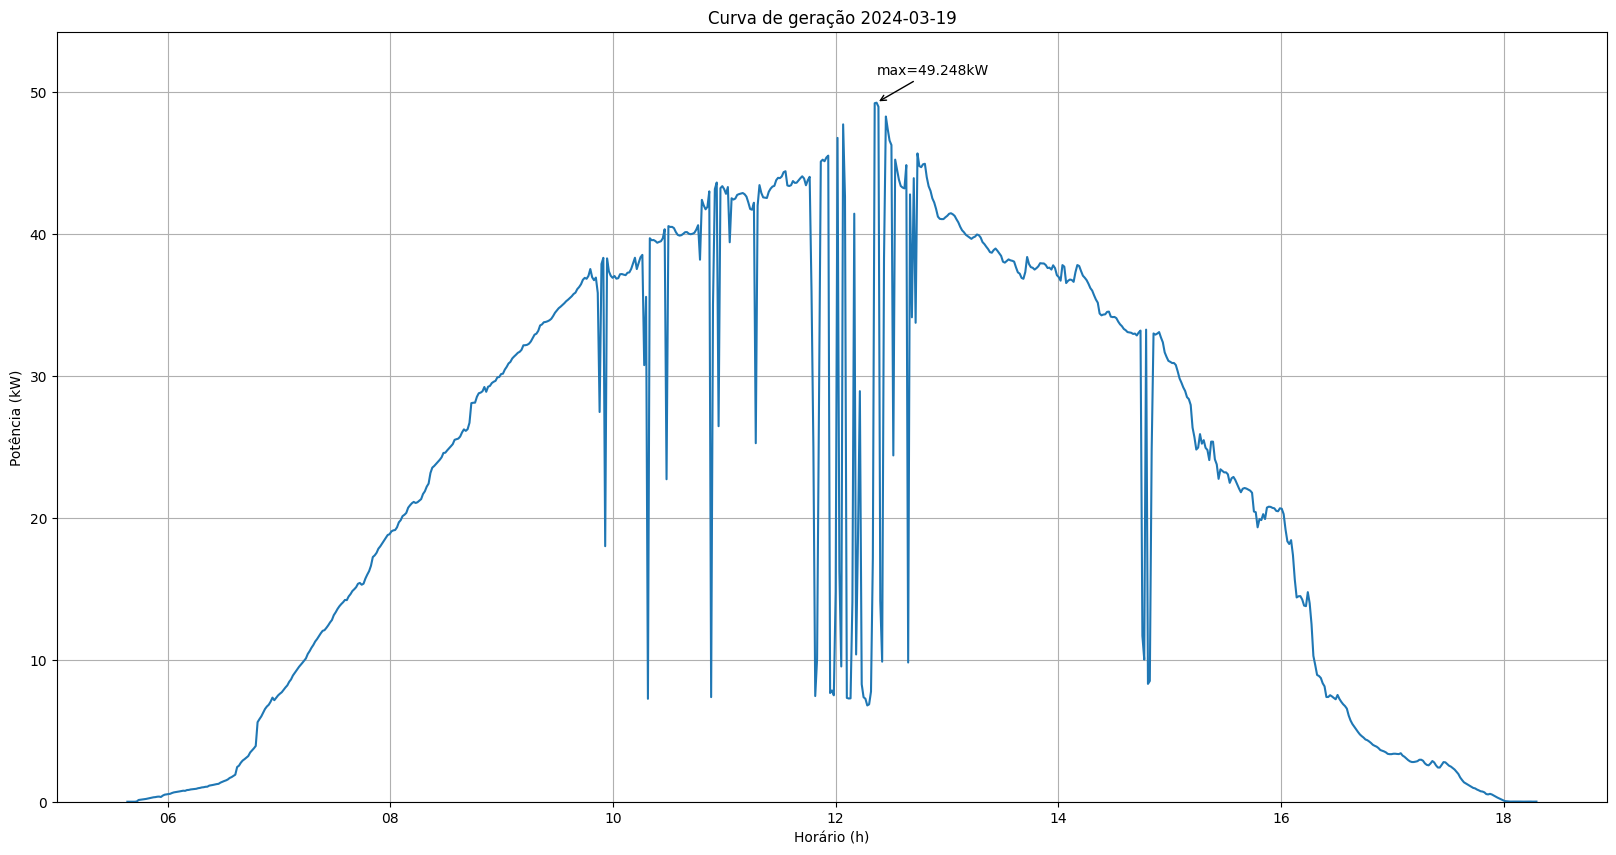 Curva de geração 2024-03-19
max=49.248kW
50
40
30
20
10
0
Potência (kW)
06 08 10 12 14 16 18
Horário (h)